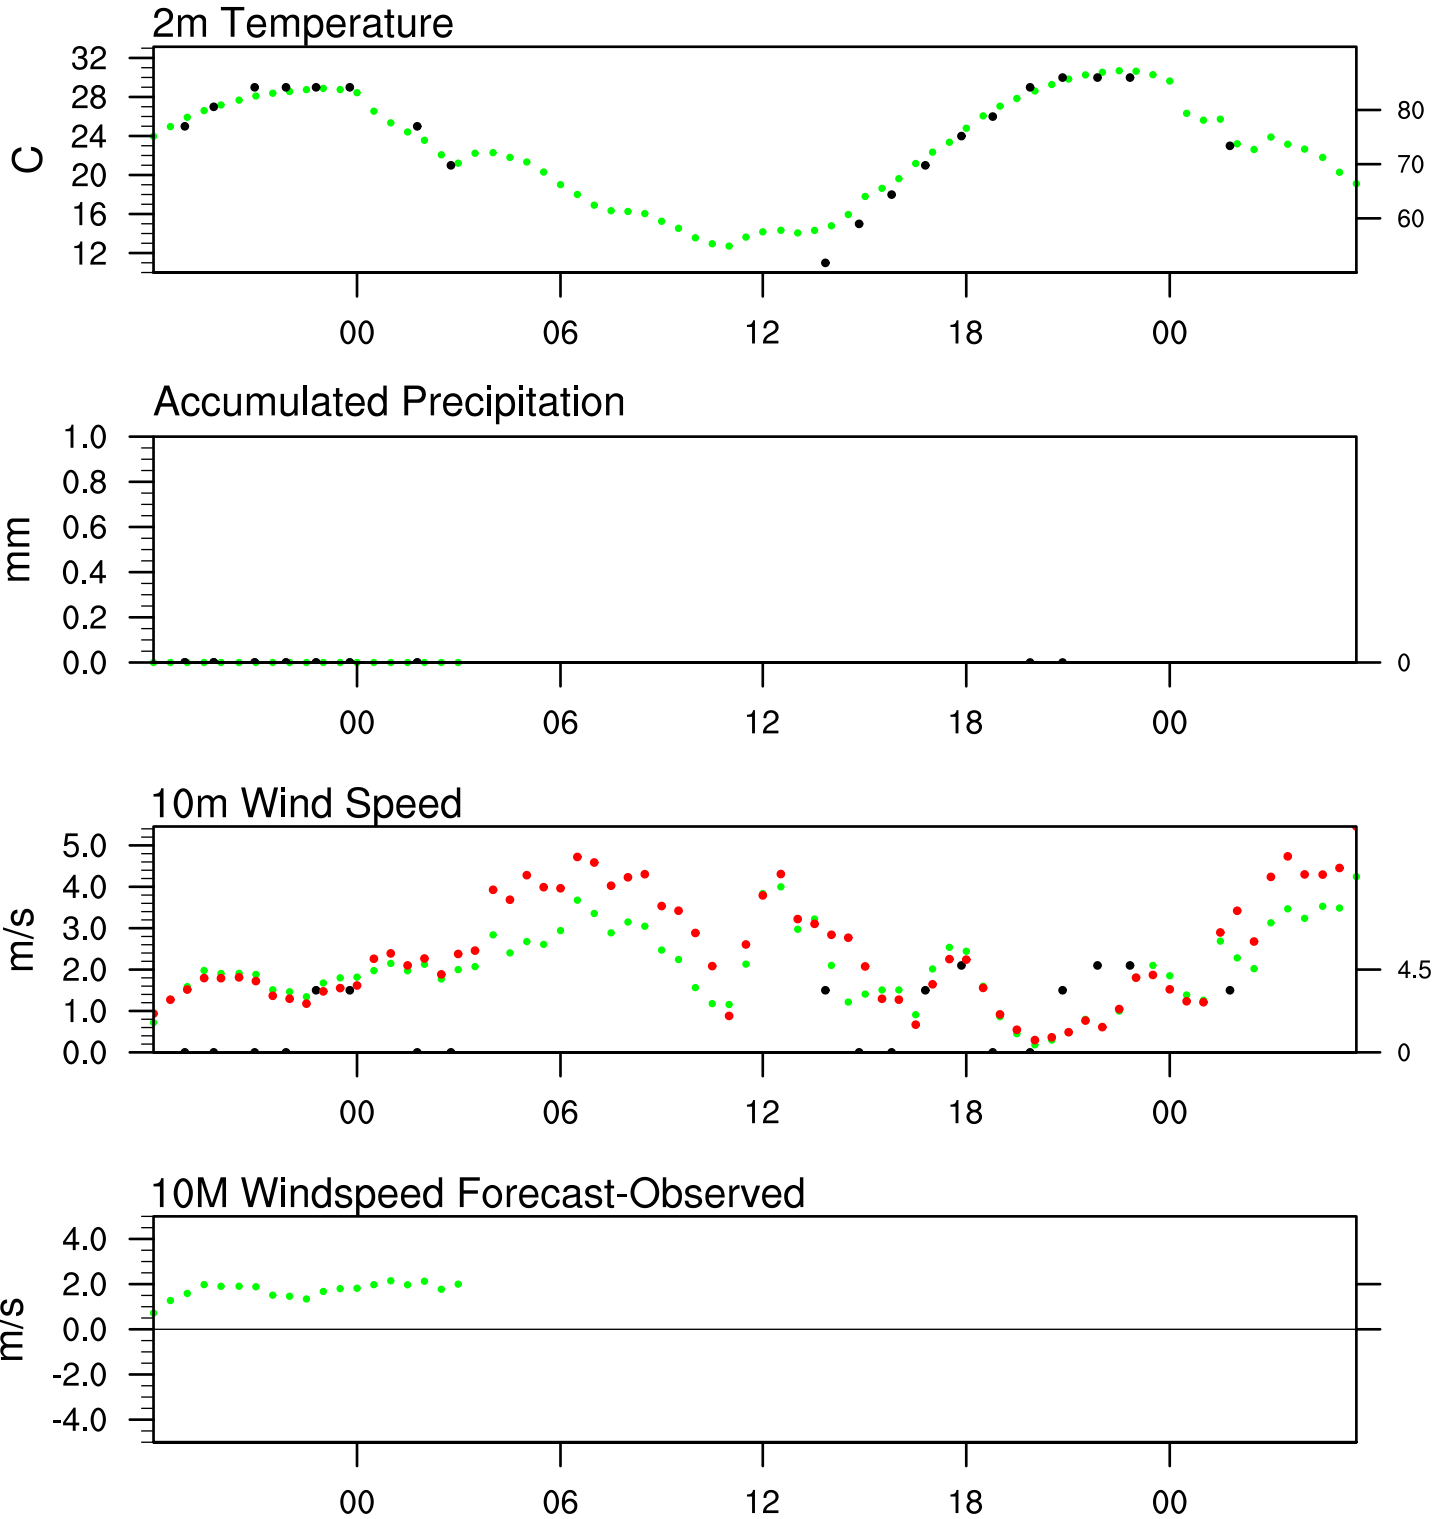 2m Temperature
32
28
24
20
16
12
C
80
70
60
00 06 12 18 00
Accumulated Precipitation
1.0
0.8
0.6
0.4
0.2
0.0
mm
0
00 06 12 18 00
10m Wind Speed
5.0
4.0
3.0
2.0
1.0
0.0
m/s
4.5
0
00 06 12 18 00
10M Windspeed Forecast-Observed
4.0
2.0
0.0
-2.0
-4.0
m/s
00 06 12 18 00